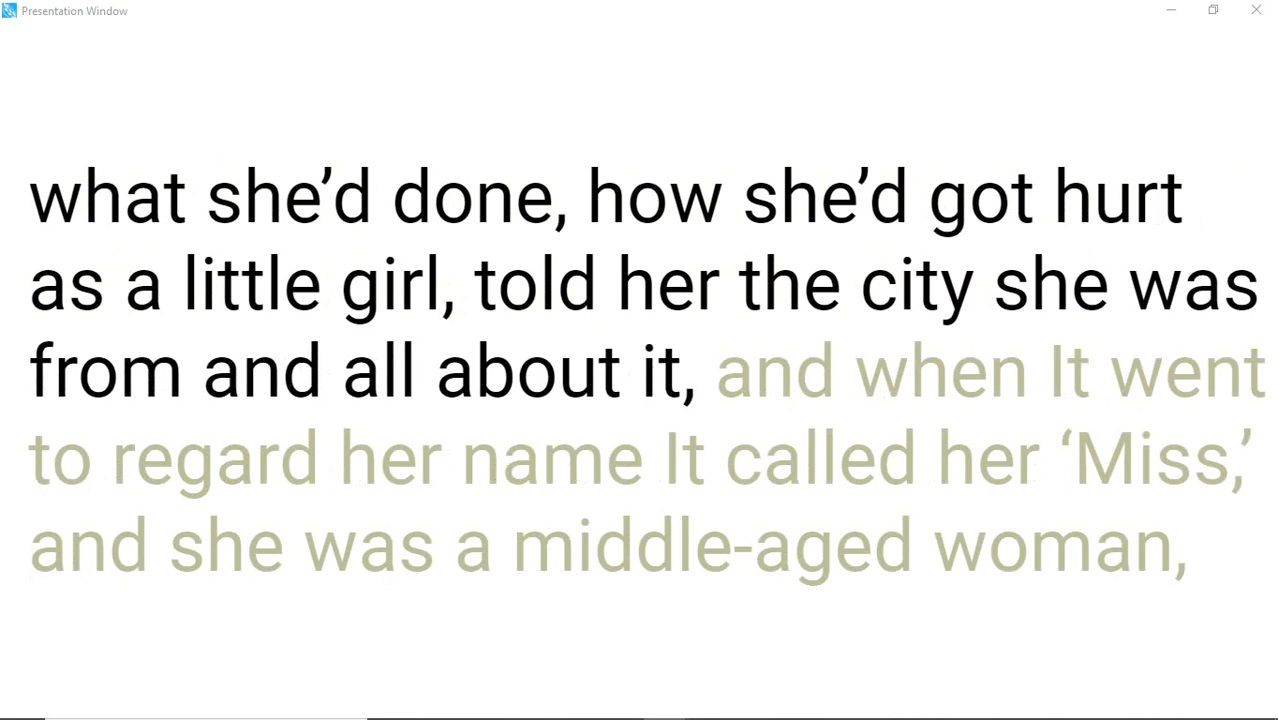 Presentation Window
what she’d done, how she’d got hurt
as a little girl, told her the city she was
from and all about it, and when It went
to regard her name It called her ‘Miss,’
and she was a middle-aged woman,